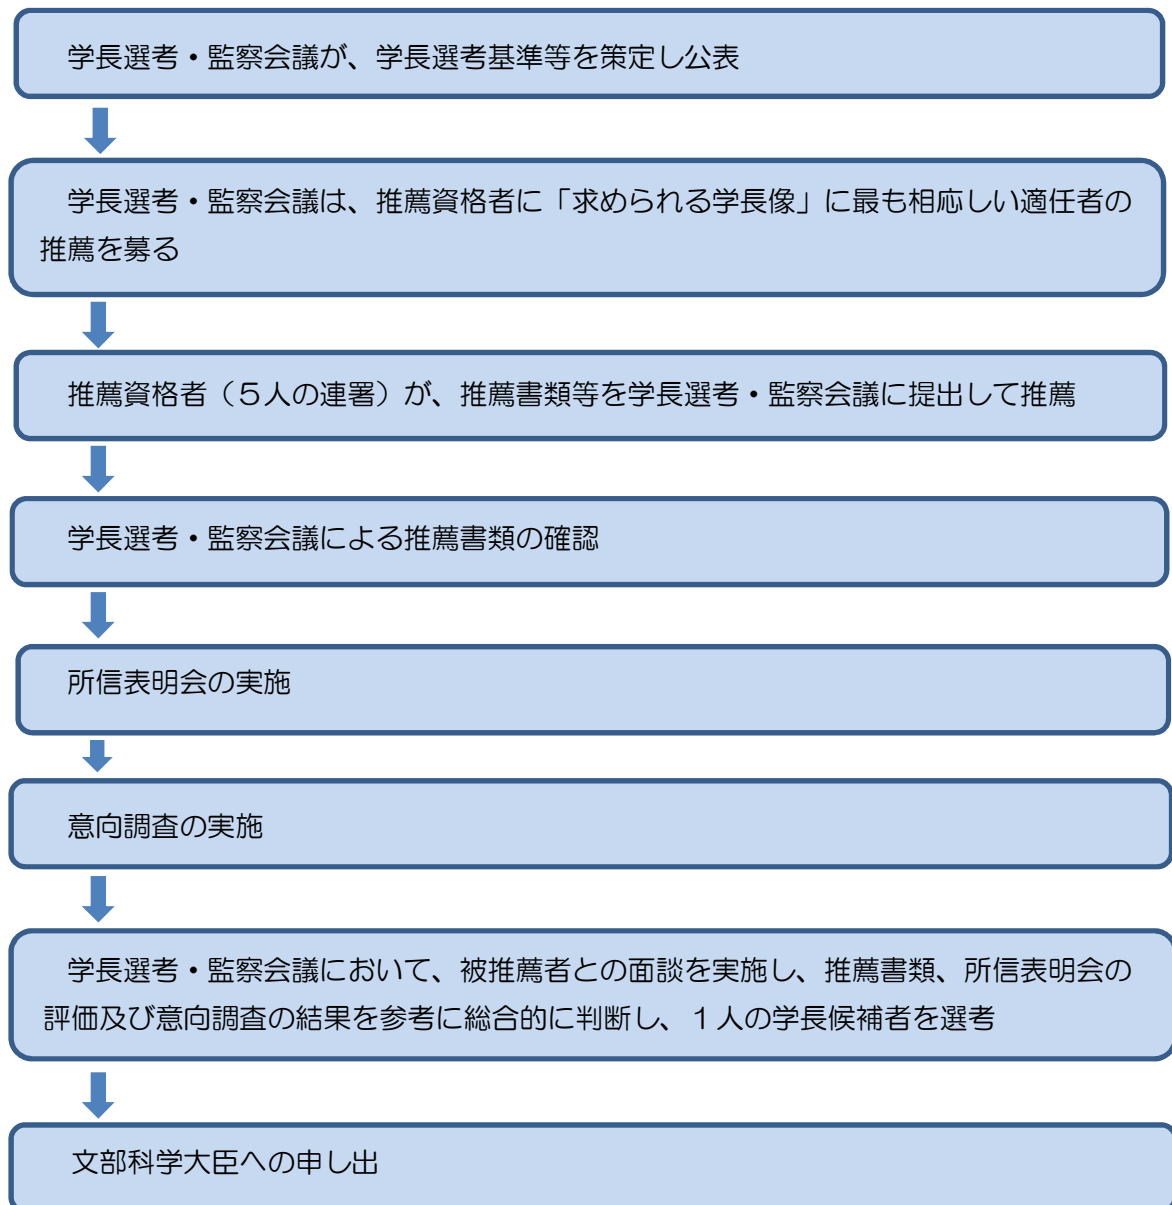 学長選考・監察会議が、学長選考基準等を策定し公表
学長選考・監察会議は、推薦資格者に「求められる学長像」に最も相応しい適任者の
推薦を募る
推薦資格者（５人の連署）が、推薦書類等を学長選考・監察会議に提出して推薦
学長選考・監察会議による推薦書類の確認
所信表明会の実施
意向調査の実施
学長選考・監察会議において、被推薦者との面談を実施し、推薦書類、所信表明会の
評価及び意向調査の結果を参考に総合的に判断し、１人の学長候補者を選考
文部科学大臣への申し出